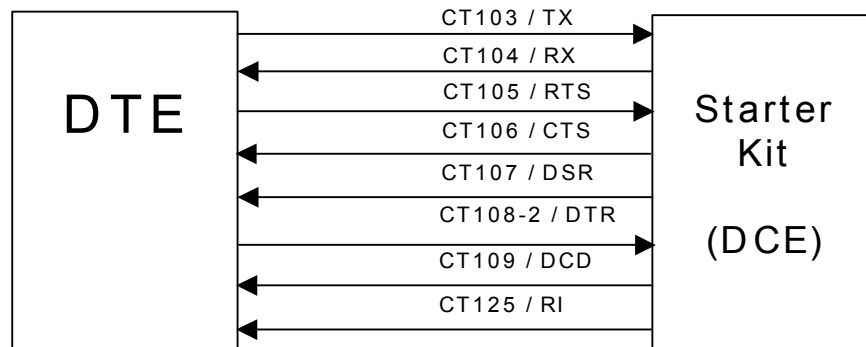 CT103 / TX
CT104 / RX
CT105 / RTS
CT106 / CTS
CT107 / DSR
CT108-2 / DTR
CT109 / DCD
CT125 / RI
DTE
Starter
Kit
(DCE)